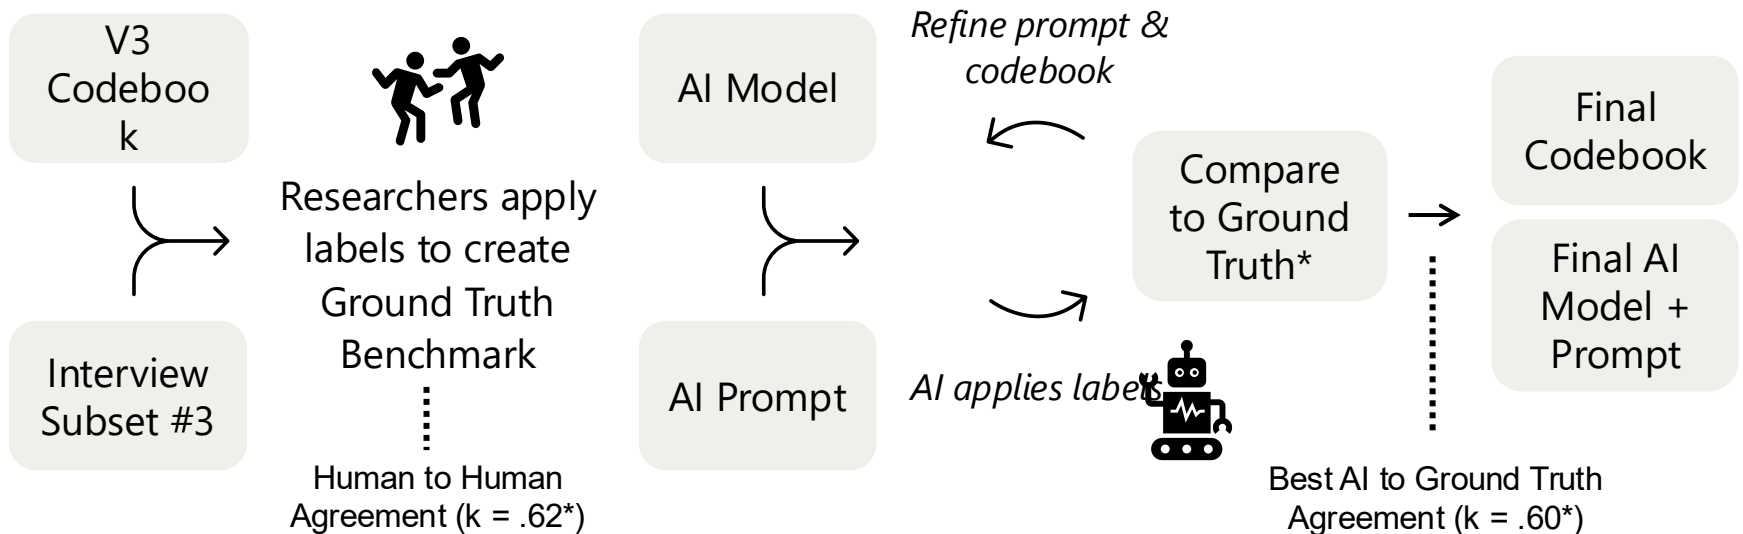 V3
Codeboo
k
Interview
Subset #3
Researchers apply
labels to create
Ground Truth
Benchmark
Human to Human
Agreement (k = .62*)
AI Model
AI Prompt
Refine prompt &
codebook
AI applies labels
Compare
to Ground
Truth*
Final
Codebook
Final AI
Model +
Prompt
Best AI to Ground Truth
Agreement (k = .60*)